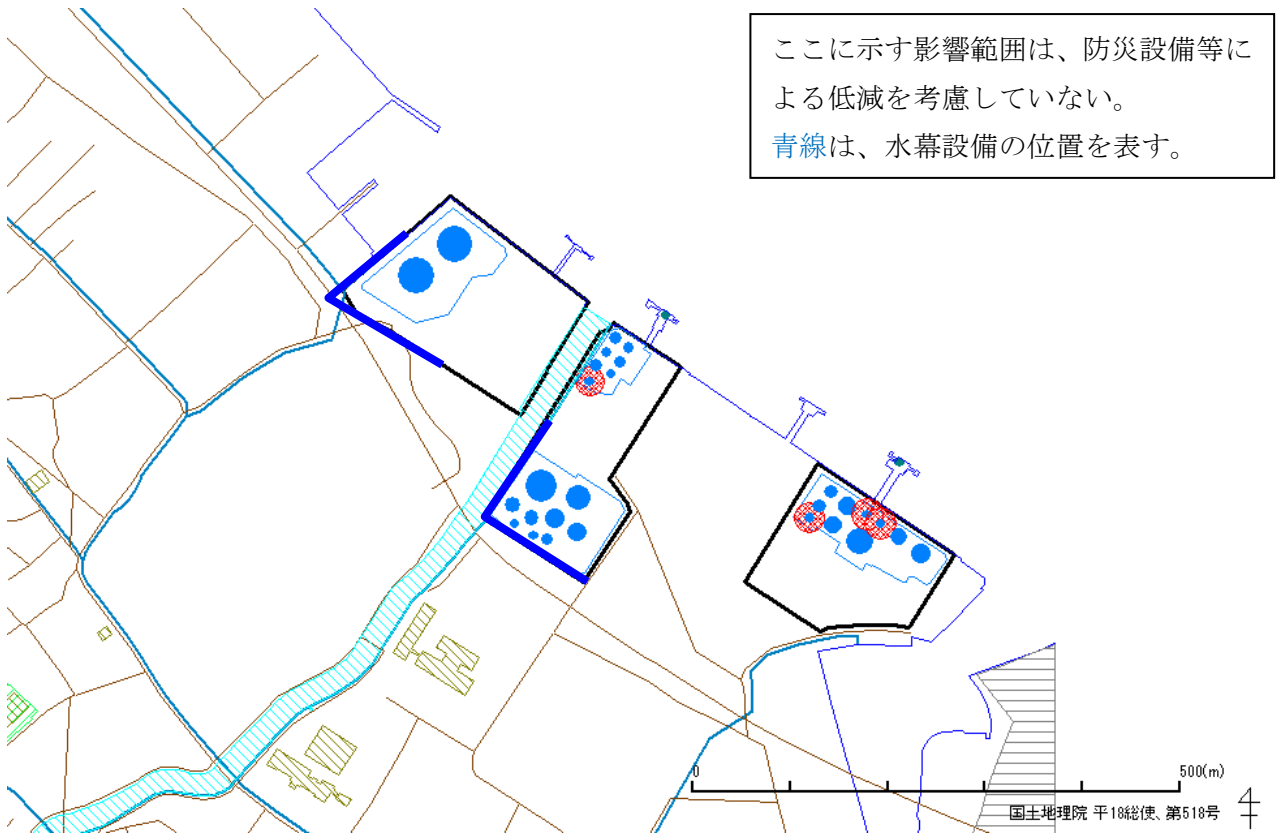 ここに示す影響範囲は、防災設備等に
よる低減を考慮していない。
青線は、水幕設備の位置を表す。
0
500(m)
国土地理院 平18総使、第518号